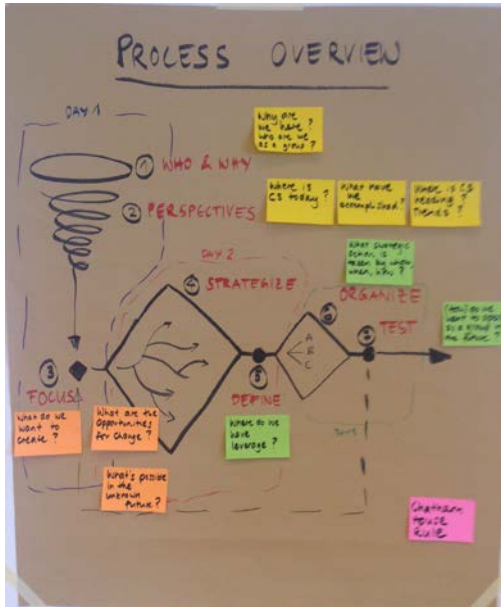 PROCESS OVERVIEW
DAY 1
Why are
we here?
who are we
as a group?
① WHO & WHY
② PERSPECTIVES
Where is
CS today?
What have
we
accomplished?
Where is CS
heading?
Trends?
What strategic
action is
taken by whom
when, how?
DAY 2
④ STRATEGIZE
ORGANIZE
TEST
do we
want to
as a group in
the future?
A
B
C
③
FOCUS
⑤
DEFINE
What do we
want to
create?
What are the
opportunities
for change?
Where do we
have
leverage?
What's possible
in the
unknown
future?
Chatham
House
Rule